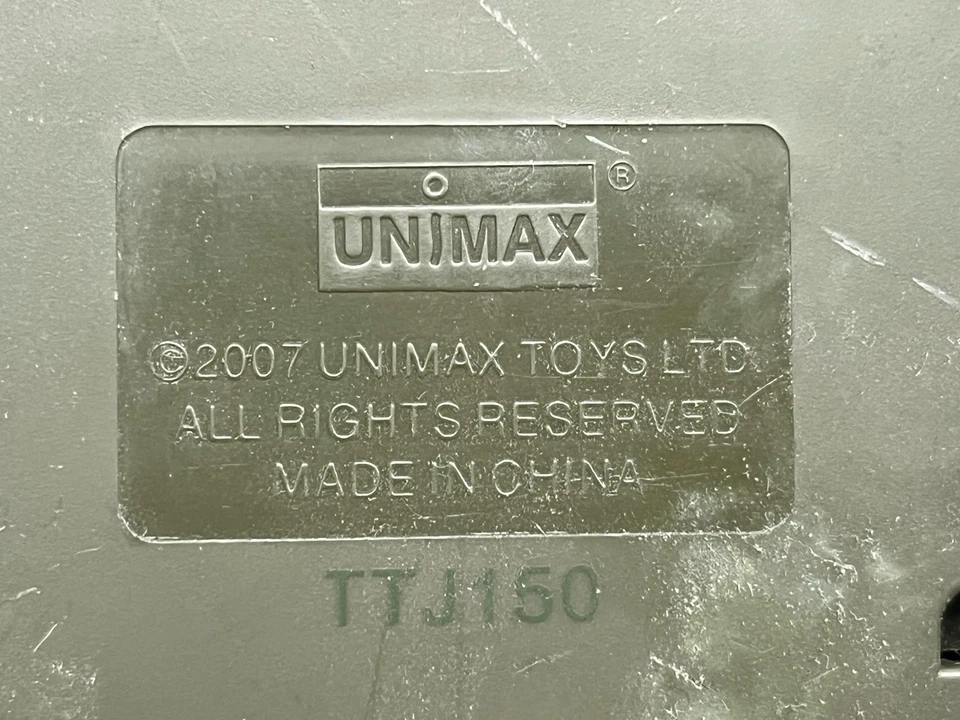 UNIMAX ®
©2007 UNIMAX TOYS LTD.
ALL RIGHTS RESERVED
MADE IN CHINA
TTJ150